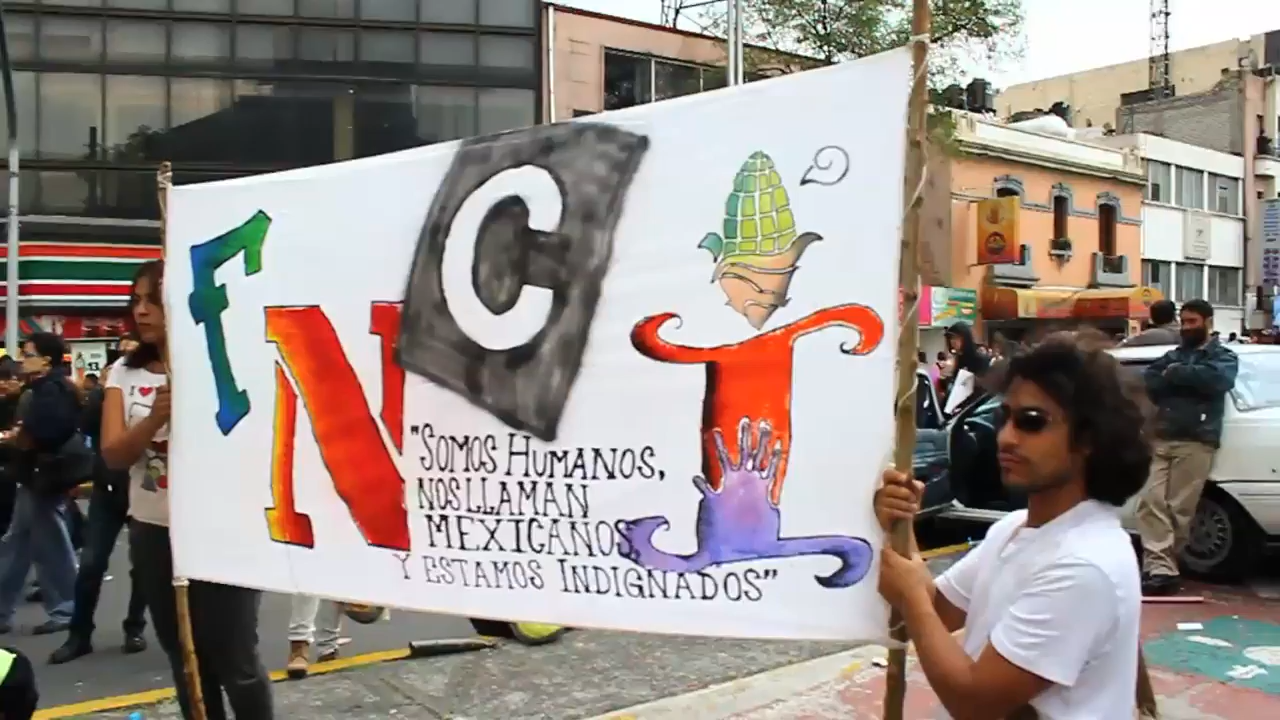 FNCI
"SOMOS HUMANOS,
NOS LLAMAN
MEXICANOS,
Y ESTAMOS INDIGNADOS"
I